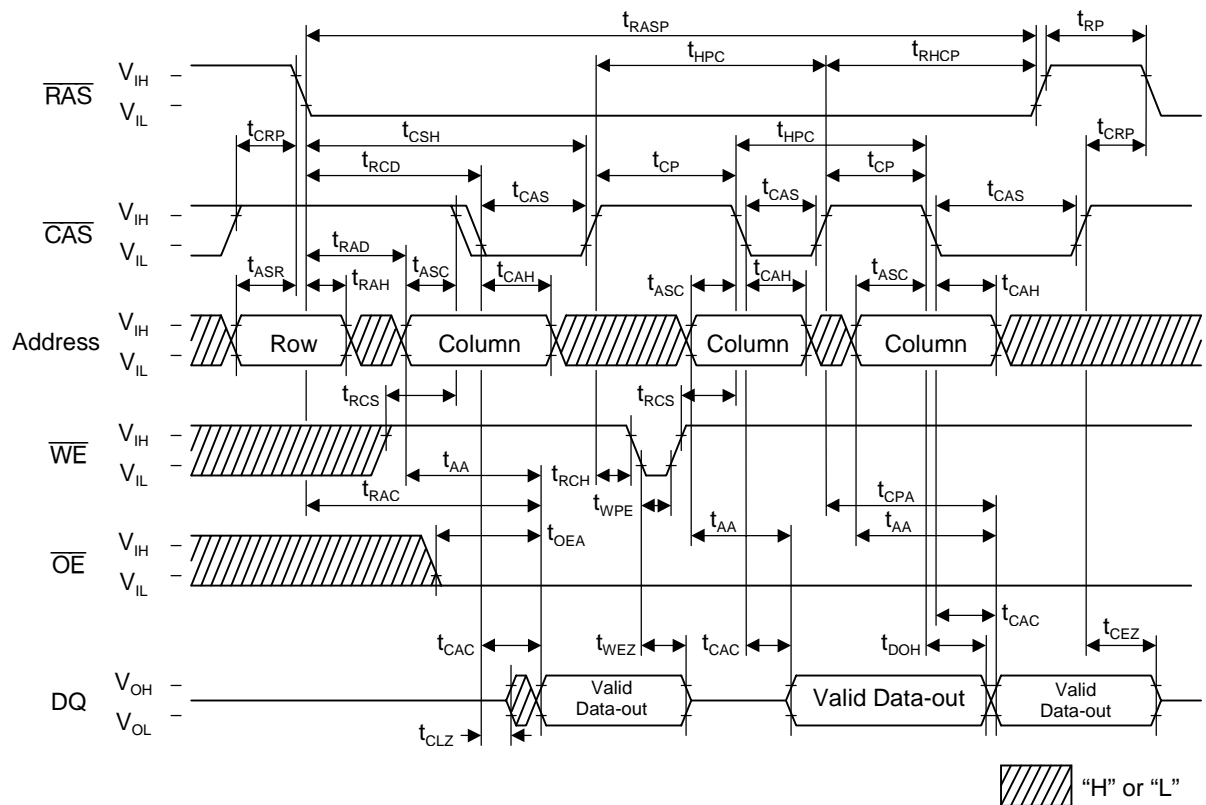 tRASP
tRP
tHPC
tRHCP
RAS
VIH
VIL
tCRP
tCSH
tHPC
tCRP
tRCD
tCP
tCP
tCAS
tCAS
tCAS
CAS
VIH
VIL
tRAD
tASR
tRAH
tASC
tCAH
tASC
tCAH
tASC
tCAH
Address
VIH
VIL
Row
Column
Column
Column
tRCS
tRCS
WE
VIH
VIL
tAA
tRCH
tRAC
tWPE
tCPA
tOEA
tAA
tAA
OE
VIH
VIL
tCAC
tCAC
tWEZ
tCAC
tDOH
tCEZ
DQ
VOH
VOL
Valid
Data-out
Valid Data-out
Valid
Data-out
tCLZ
“H” or “L”